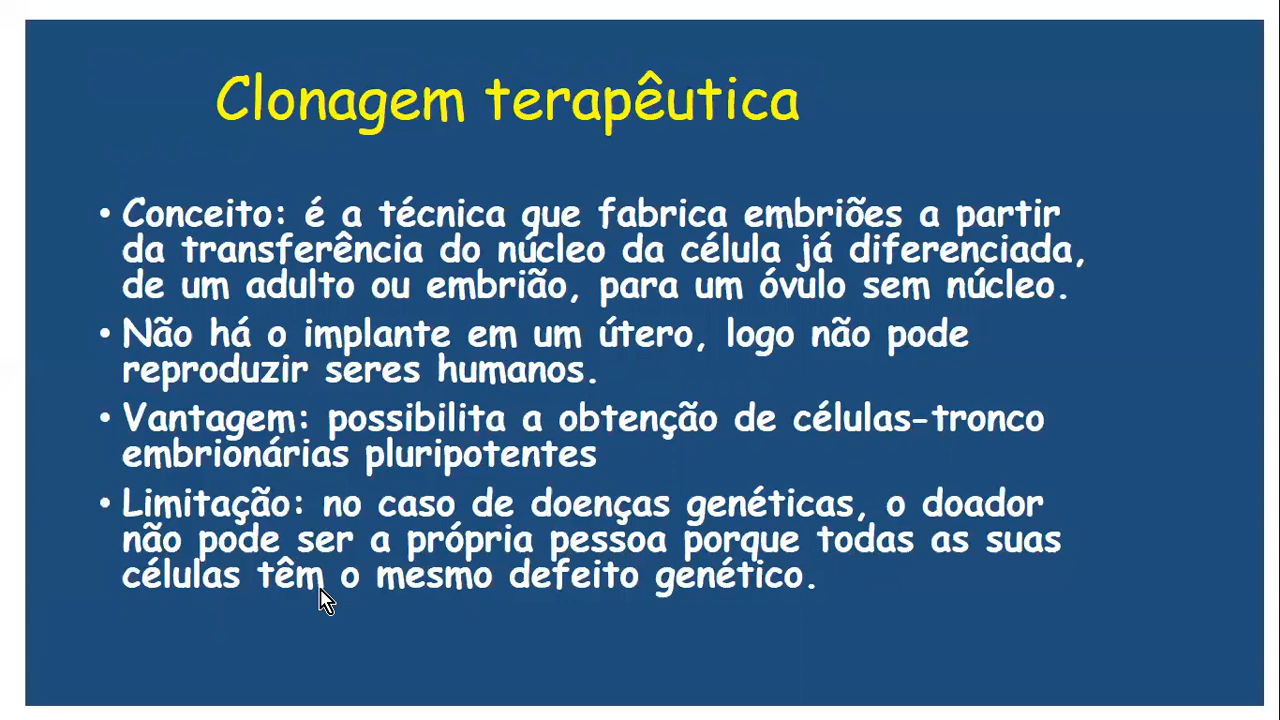 Clonagem terapêutica
• Conceito: é a técnica que fabrica embriões a partir
da transferência do núcleo da célula já diferenciada,
de um adulto ou embrião, para um óvulo sem núcleo.
• Não há o implante em um útero, logo não pode
reproduzir seres humanos.
• Vantagem: possibilita a obtenção de células-tronco
embrionárias pluripotentes
• Limitação: no caso de doenças genéticas, o doador
não pode ser a própria pessoa porque todas as suas
células têm o mesmo defeito genético.